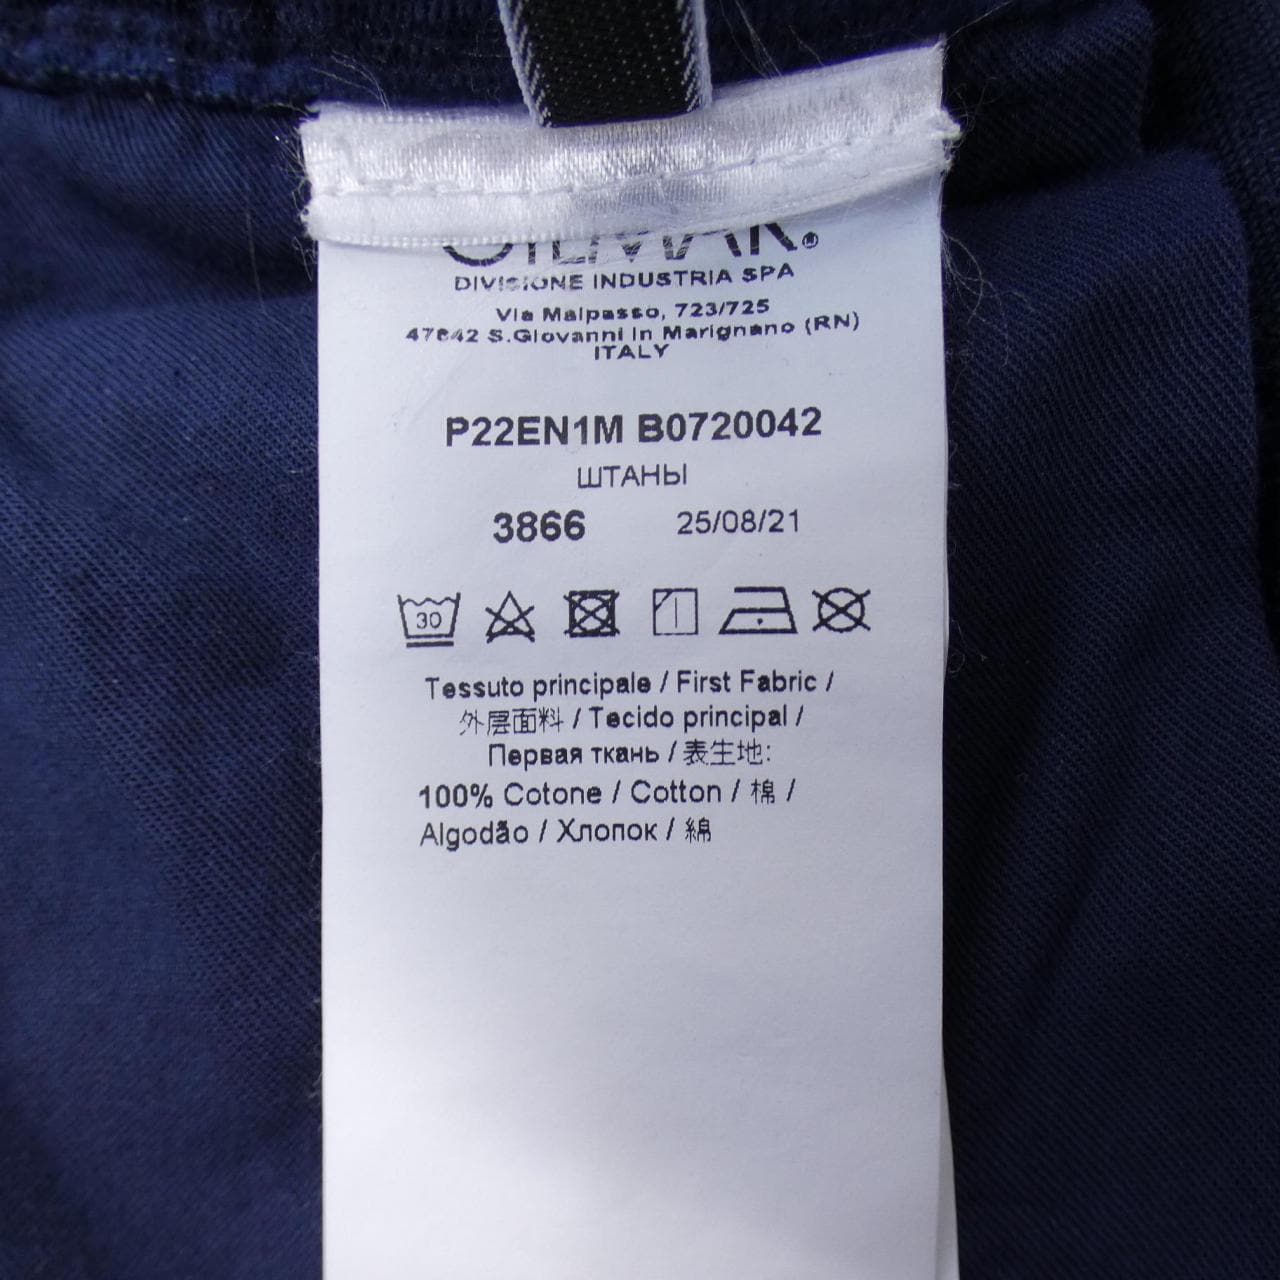 GILMAR.
DIVISIONE INDUSTRIA SPA
Via Malpasso, 723/725
47842 S.Giovanni in Marignano (RN)
ITALY
P22EN1M B0720042
ШТАНЫ
3866 25/08/21
30
Tessuto principale / First Fabric /
外层面料 / Tecido principal /
Первая ткань / 表生地:
100% Cotone / Cotton / 棉 /
Algodão / Хлопок / 綿